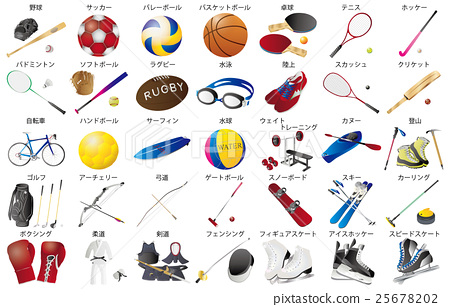 野球 サッカー バレーボール バスケットボール 卓球 テニス ホッケー
バドミントン ソフトボール ラグビー 水泳 陸上 スカッシュ クリケット
RUGBY
自転車 ハンドボール サーフィン 水球 ウェイトトレーニング カヌー 登山
WATER
ゴルフ アーチェリー 弓道 ゲートボール スノーボード スキー カーリング
ボクシング 柔道 剣道 フェンシング フィギュアスケート アイスホッケー スピードスケート
pixtastock.com - 25678202